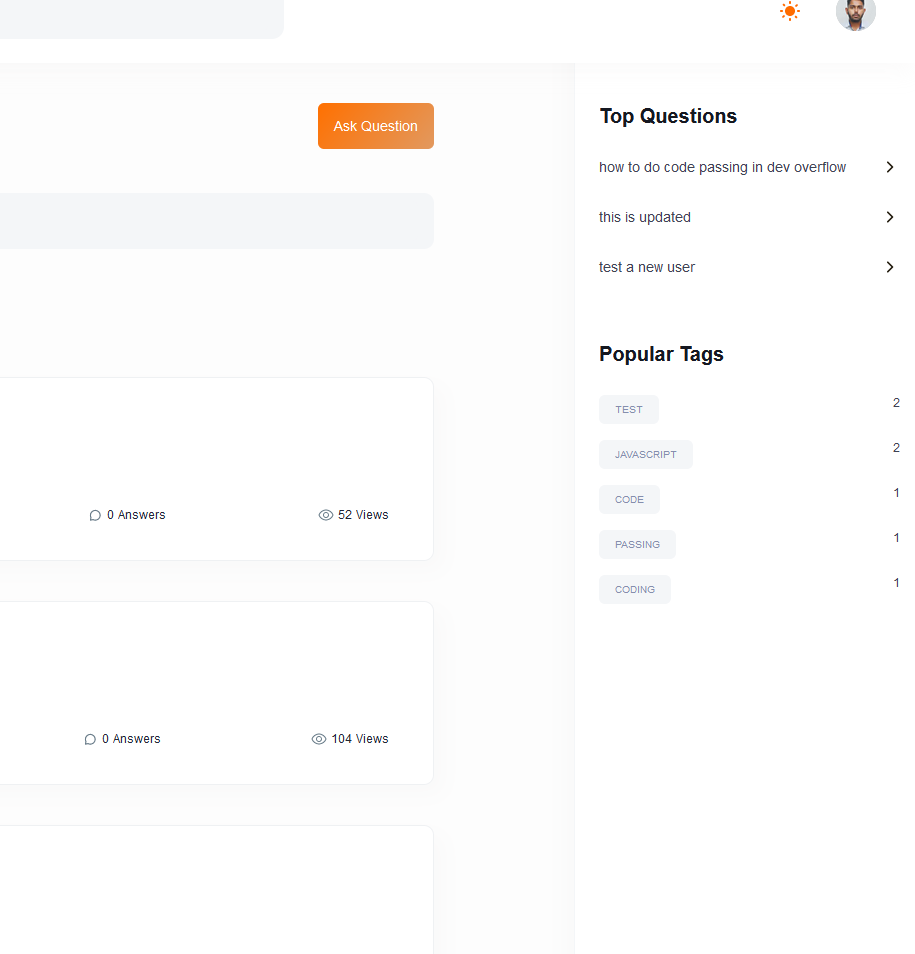 Ask Question
0 Answers
52 Views
0 Answers
104 Views
Top Questions
how to do code passing in dev overflow
this is updated
test a new user
Popular Tags
TEST 2
JAVASCRIPT 2
CODE 1
PASSING 1
CODING 1